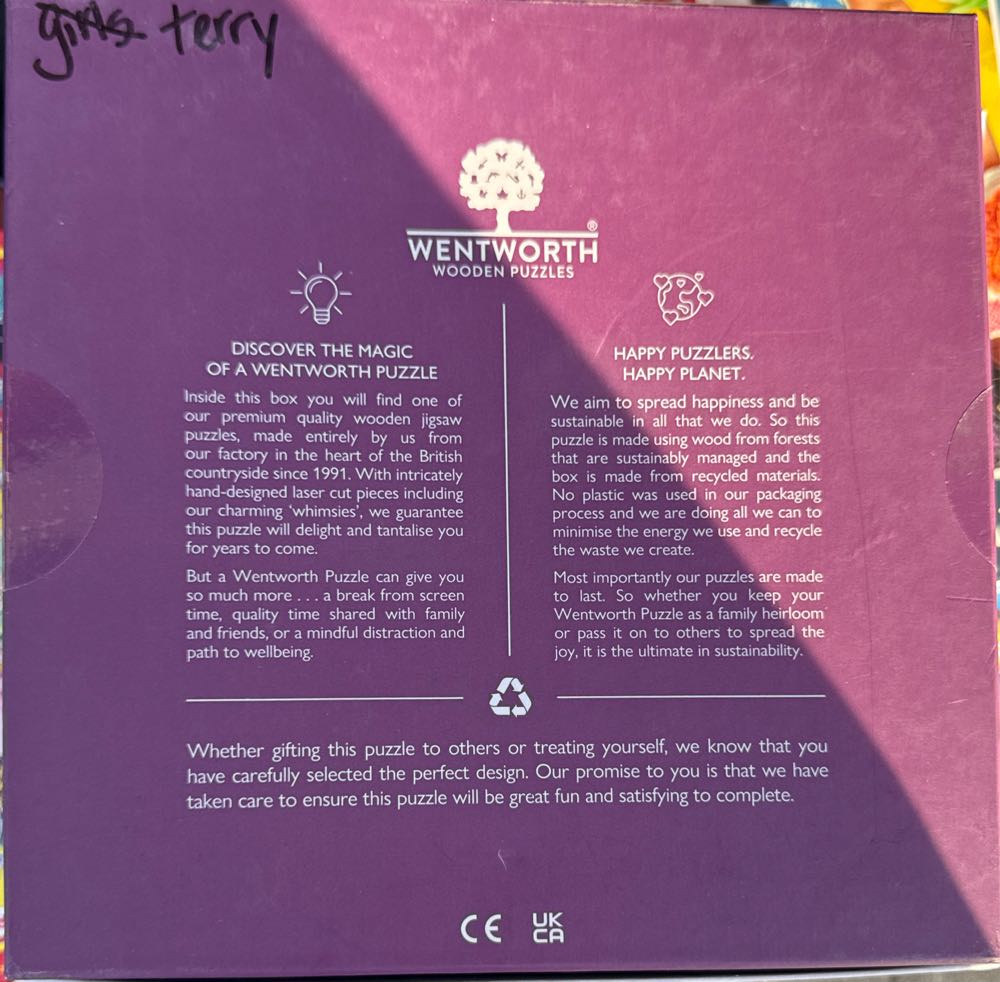 terry
WENTWORTH®
WOODEN PUZZLES
DISCOVER THE MAGIC
OF A WENTWORTH PUZZLE
Inside this box you will find one of
our premium quality wooden jigsaw
puzzles, made entirely by us from
our factory in the heart of the British
countryside since 1991. With intricately
hand-designed laser cut pieces including
our charming ‘whimsies’, we guarantee
this puzzle will delight and tantalise you
for years to come.
But a Wentworth Puzzle can give you
so much more . . . a break from screen
time, quality time shared with family
and friends, or a mindful distraction and
path to wellbeing.
HAPPY PUZZLERS.
HAPPY PLANET.
We aim to spread happiness and be
sustainable in all that we do. So this
puzzle is made using wood from forests
that are sustainably managed and the
box is made from recycled materials.
No plastic was used in our packaging
process and we are doing all we can to
minimise the energy we use and recycle
the waste we create.
Most importantly our puzzles are made
to last. So whether you keep your
Wentworth Puzzle as a family heirloom
or pass it on to others to spread the
joy, it is the ultimate in sustainability.
Whether gifting this puzzle to others or treating yourself, we know that you
have carefully selected the perfect design. Our promise to you is that we have
taken care to ensure this puzzle will be great fun and satisfying to complete.
CE UK
CA